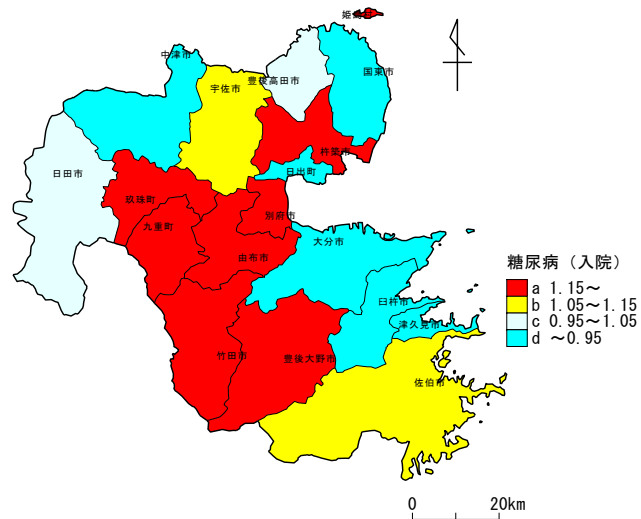 姫島村
中津市
国東市
豊後高田市
宇佐市
杵築市
日田市
日出町
玖珠町
別府市
九重町
大分市
由布市
臼杵市
津久見市
竹田市
豊後大野市
佐伯市
糖尿病（入院）
a 1.15～
b 1.05～1.15
c 0.95～1.05
d ～0.95
0 20km